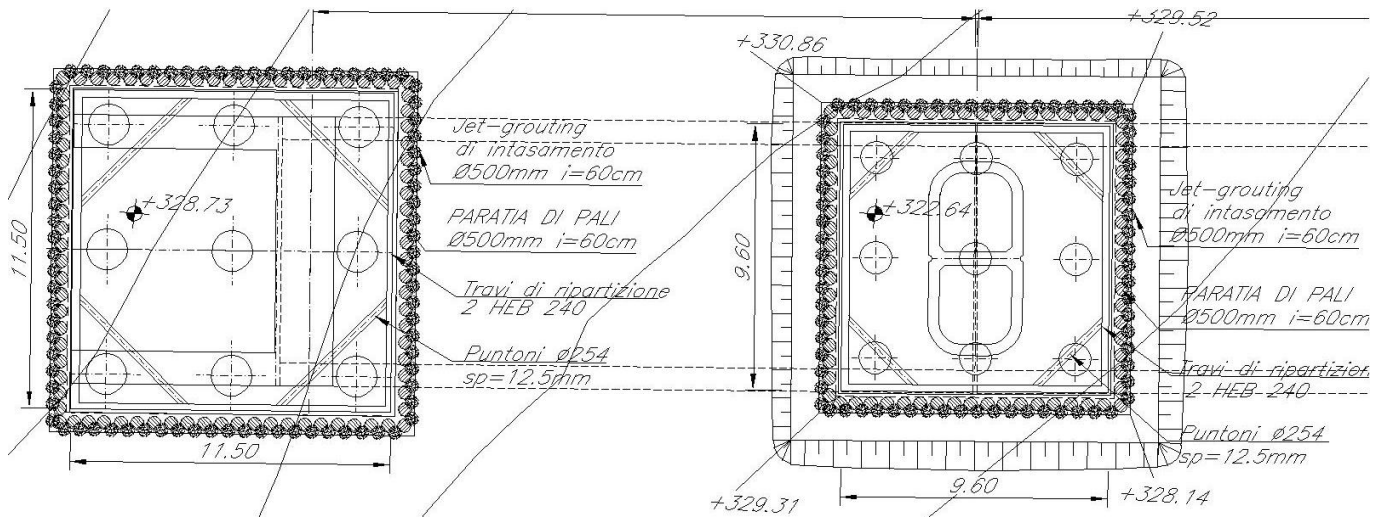 +330.86
+329.52
Jet-grouting
di intasamento
Ø500mm i=60cm
PARATIA DI PALI
Ø500mm i=60cm
Travi di ripartizione
2 HEB 240
Puntoni ø254
sp=12.5mm
+328.73
11.50
11.50
Jet-grouting
di intasamento
Ø500mm i=60cm
PARATIA DI PALI
Ø500mm i=60cm
Travi di ripartizion
2 HEB 240
Puntoni ø254
sp=12.5mm
+322.64
9.60
9.60
+329.31
+328.14